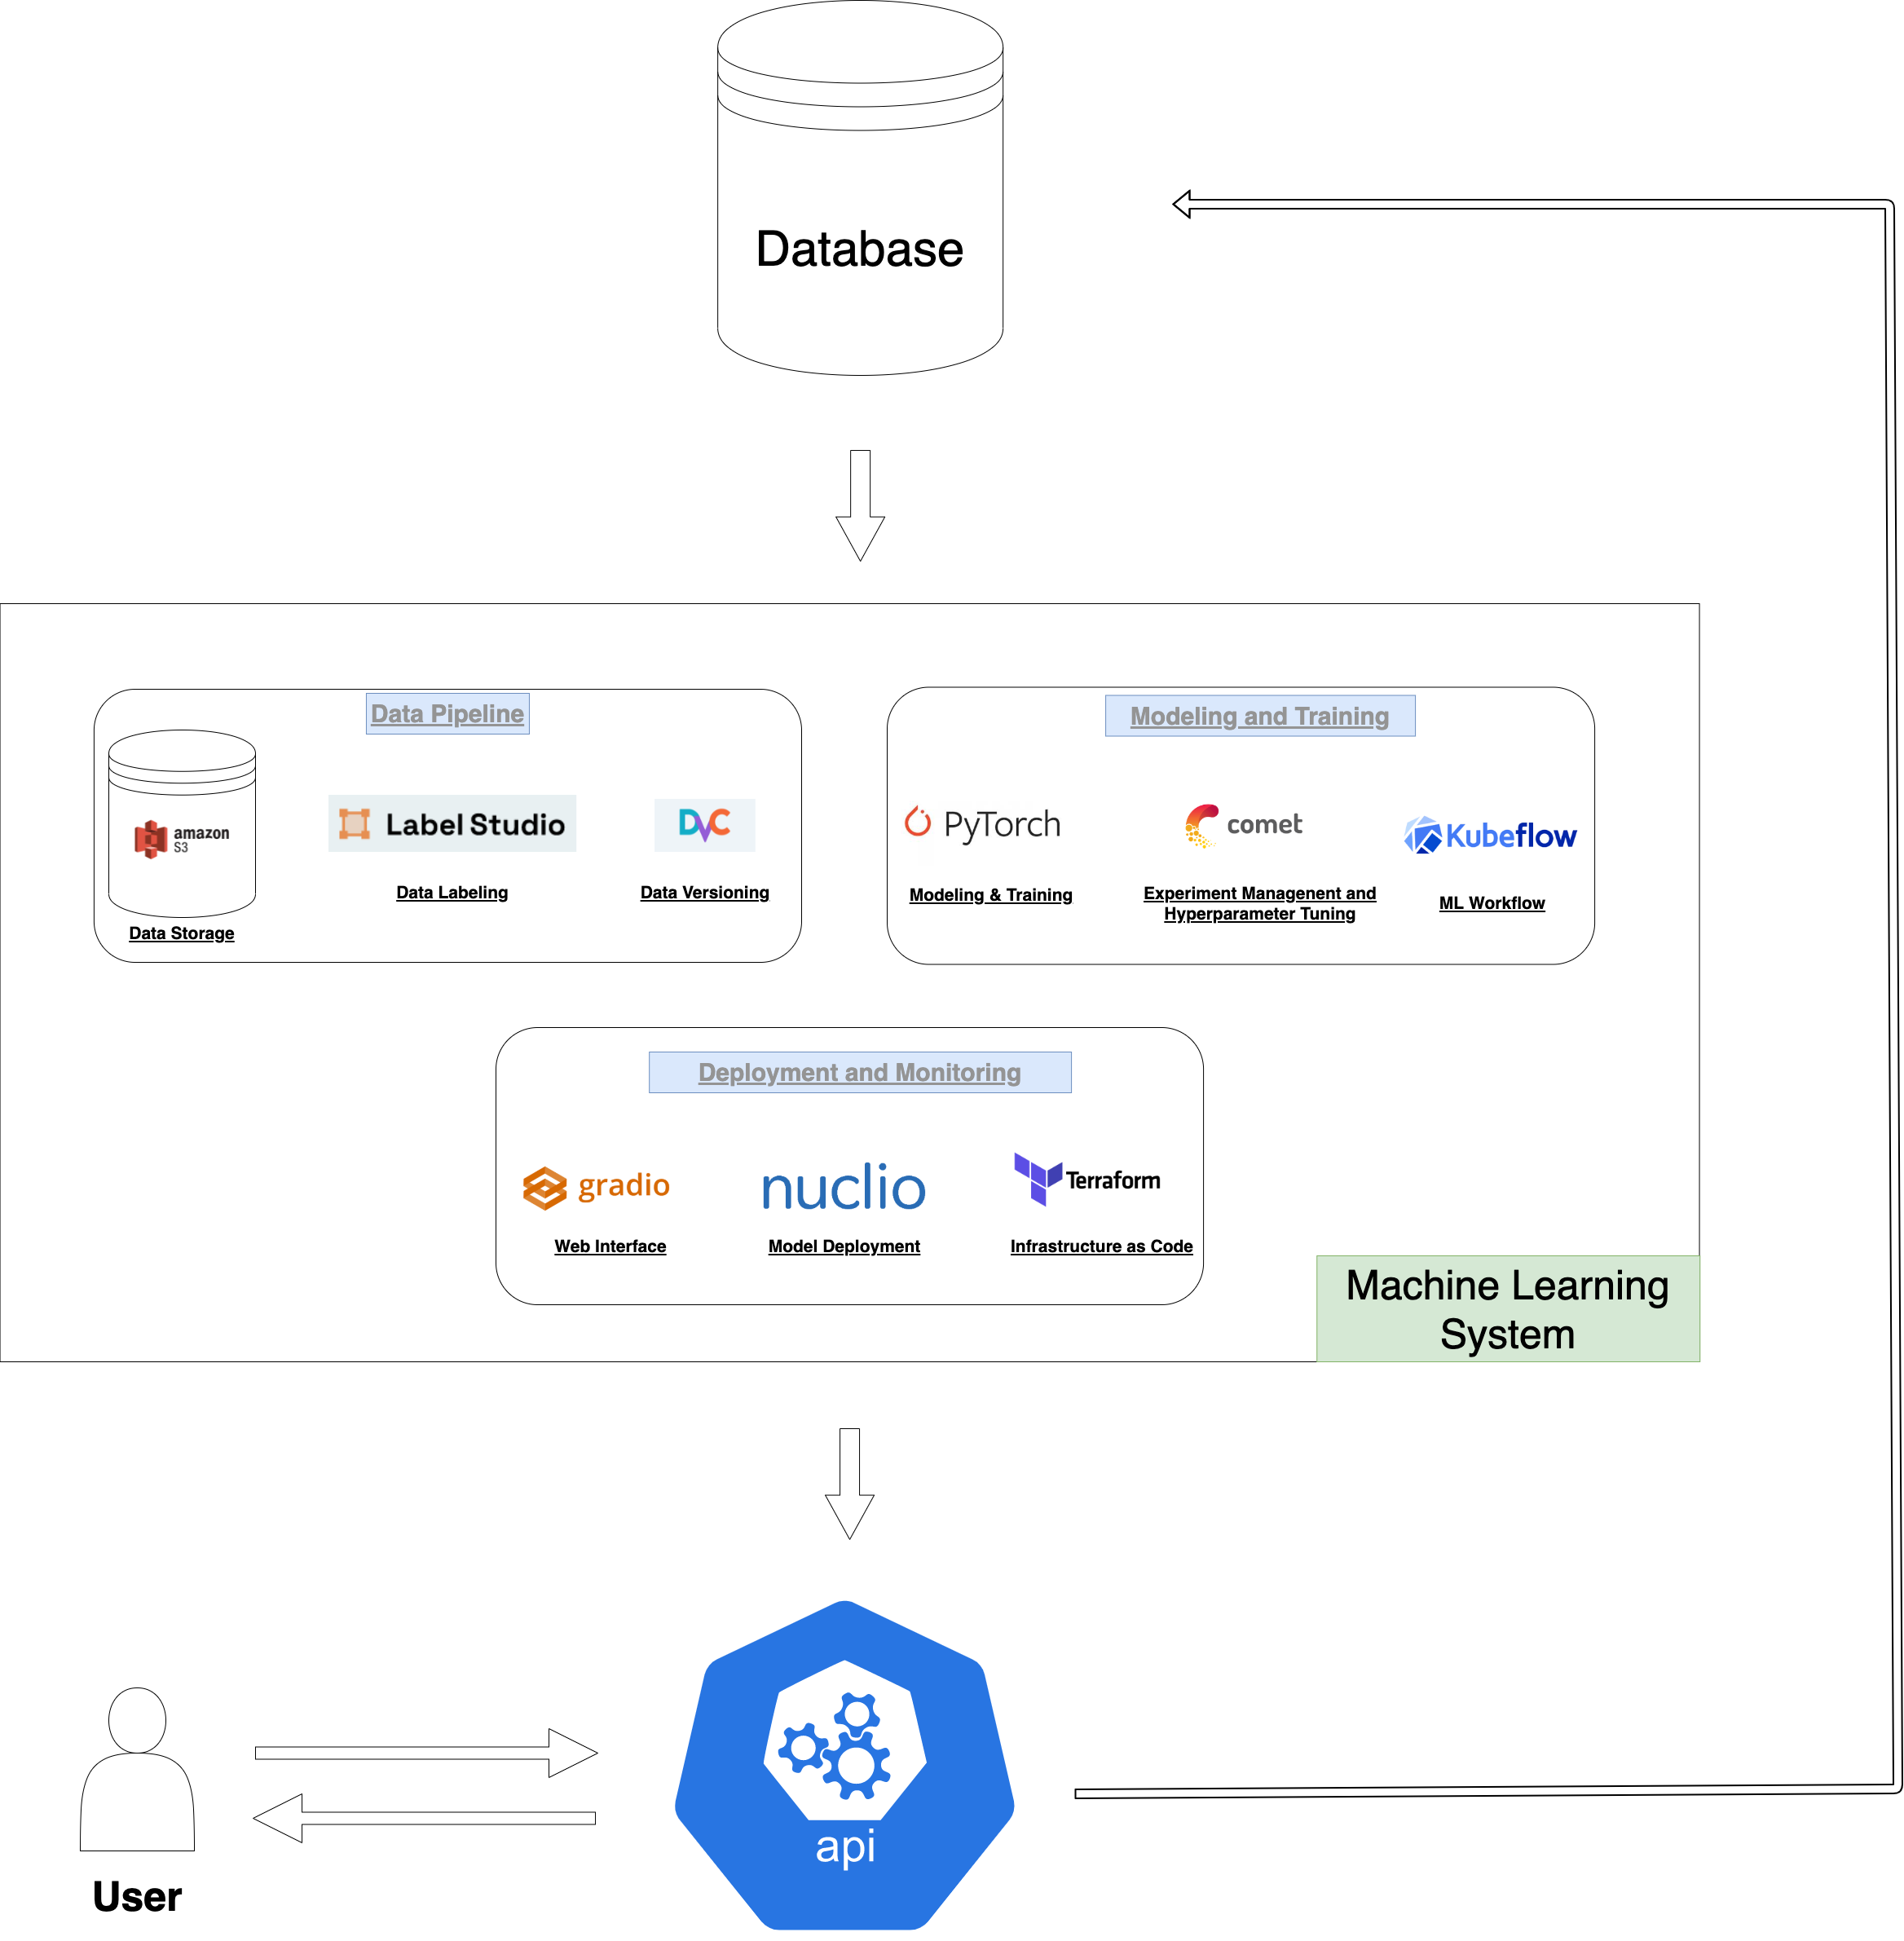 Database
Data Pipeline
amazon
S3
Label Studio
DVC
Data Labeling
Data Versioning
Data Storage
Modeling and Training
PyTorch
comet
Kubeflow
Modeling & Training
Experiment Managenent and
Hyperparameter Tuning
ML Workflow
Deployment and Monitoring
gradio
nuclio
Terraform
Web Interface
Model Deployment
Infrastructure as Code
Machine Learning
System
api
User